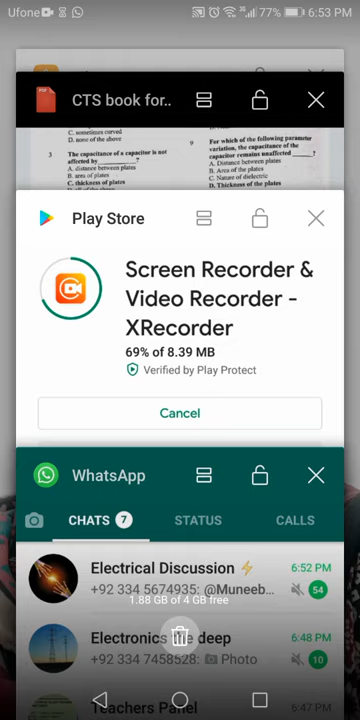 Ufone 77% 6:53 PM
CTS book for..
C. sometimes curved
D. none of the above
3 The capacitance of a capacitor is not
affected by ________?
A. distance between plates
B. area of plates
C. thickness of plates
9 For which of the following parameter
variation, the capacitance of the
capacitor remains unaffected ____?
A. Distance between plates
B. Area of the plates
C. Nature of dielectric
D. Thickness of the plates
Play Store
Screen Recorder &
Video Recorder -
XRecorder
69% of 8.39 MB
Verified by Play Protect
Cancel
WhatsApp
CHATS 7 STATUS CALLS
Electrical Discussion ⚡ 6:52 PM
+92 334 5674935: @Muneeb... 54
1.88 GB of 4 GB free
Electronics the deep 6:48 PM
+92 334 7458528: Photo 10
Teachers Panel 6:47 PM